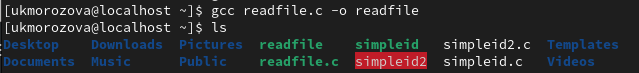 [ukmorozova@localhost ~]$ gcc readfile.c -o readfile
[ukmorozova@localhost ~]$ ls
Desktop Downloads Pictures readfile simpleid simpleid2.c Templates
Documents Music Public readfile.c simpleid2 simpleid.c Videos